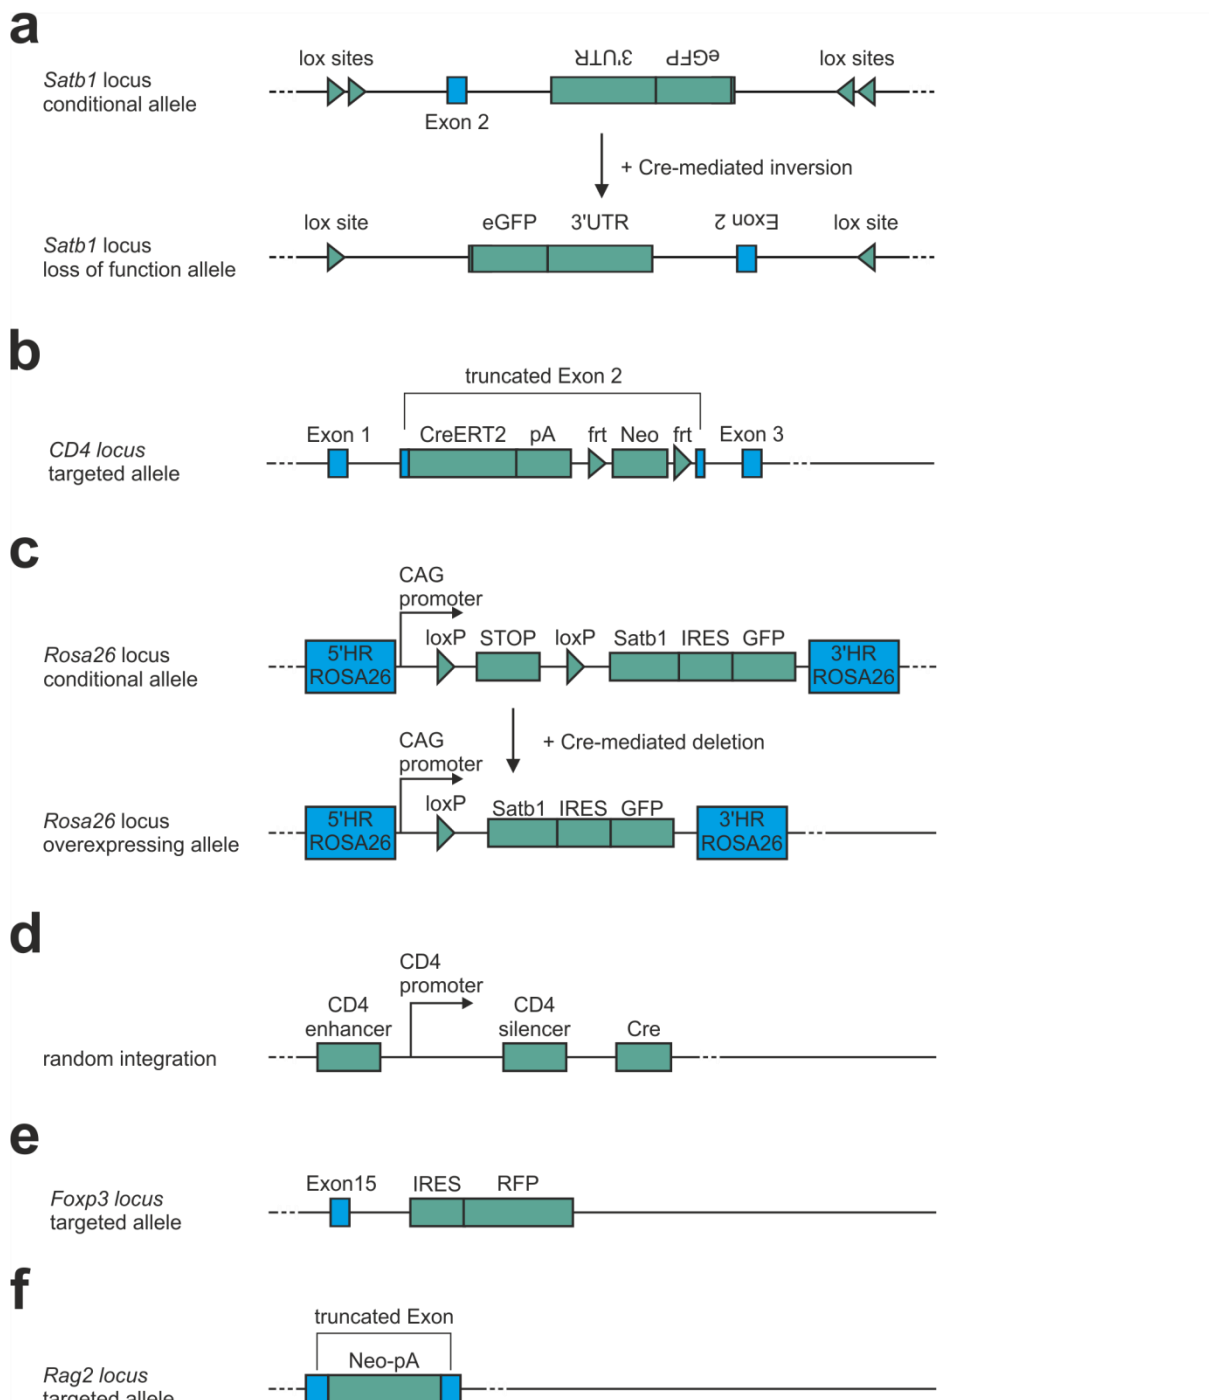 a
lox sites
3'UTR eGFP
lox sites
Satb1 locus
conditional allele
Exon 2
+ Cre-mediated inversion
lox site
eGFP 3'UTR
Exon 2
lox site
Satb1 locus
loss of function allele
b
truncated Exon 2
Exon 1
CreERT2 pA frt Neo frt
Exon 3
CD4 locus
targeted allele
c
CAG
promoter
loxP STOP loxP Satb1 IRES GFP
Rosa26 locus
conditional allele
5'HR
ROSA26
3'HR
ROSA26
+ Cre-mediated deletion
CAG
promoter
loxP Satb1 IRES GFP
Rosa26 locus
overexpressing allele
5'HR
ROSA26
3'HR
ROSA26
d
CD4
promoter
CD4
enhancer
CD4
silencer
Cre
random integration
e
Exon15 IRES RFP
Foxp3 locus
targeted allele
f
truncated Exon
Neo-pA
Rag2 locus
targeted allele